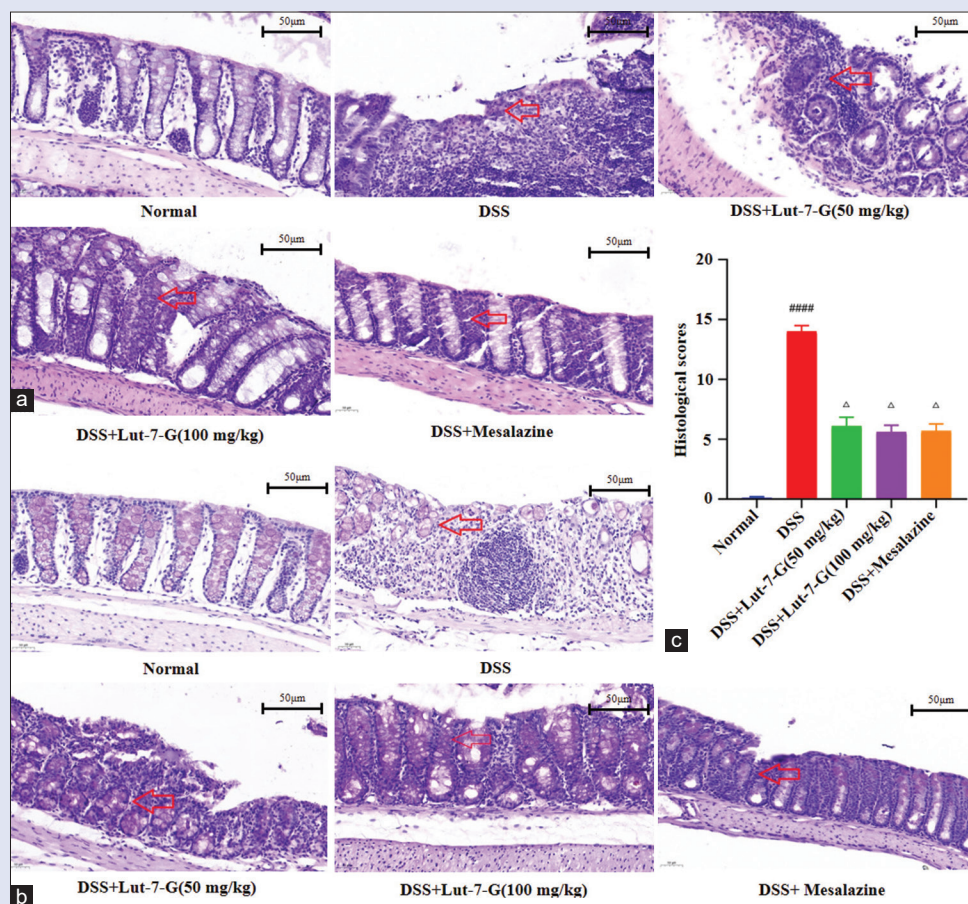 50μm
50μm
50μm
Normal
DSS
DSS+Lut-7-G(50 mg/kg)
50μm
50μm
a
DSS+Lut-7-G(100 mg/kg)
DSS+Mesalazine
20
15
10
5
0
Histological scores
####
△
△
△
Normal
DSS
DSS+Lut-7-G(50 mg/kg)
DSS+Lut-7-G(100 mg/kg)
DSS+Mesalazine
c
50μm
50μm
Normal
DSS
50μm
50μm
50μm
b
DSS+Lut-7-G(50 mg/kg)
DSS+Lut-7-G(100 mg/kg)
DSS+ Mesalazine